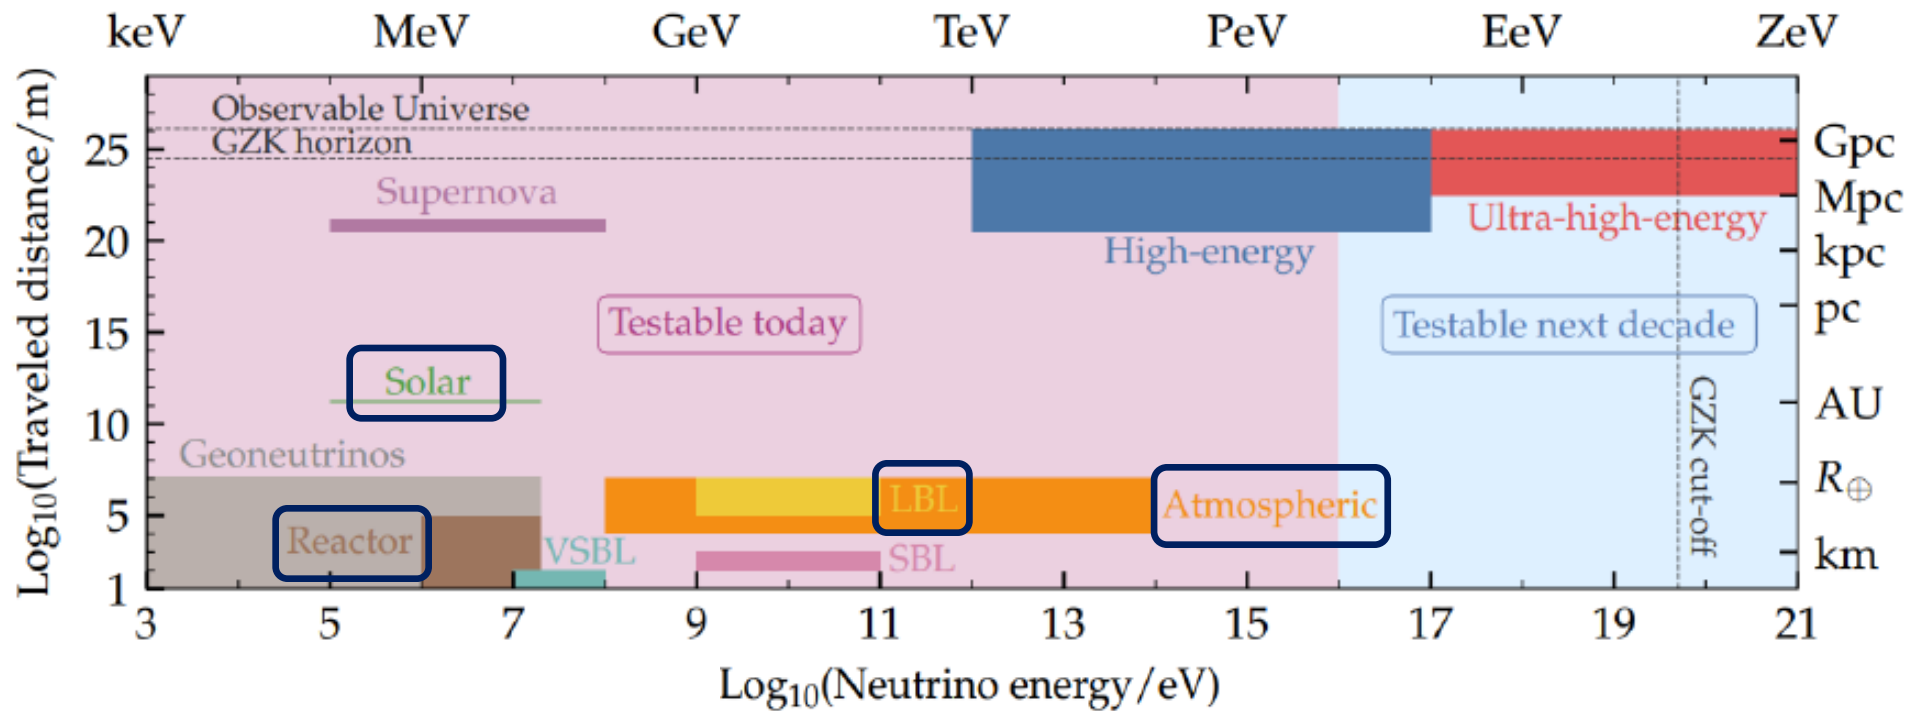 keV MeV GeV TeV PeV EeV ZeV
Observable Universe
GZK horizon
25
Gpc
Supernova
Mpc
Ultra-high-energy
20
High-energy
kpc
Testable today
Testable next decade
pc
15
Solar
10
AU
GZK cut-off
Geoneutrinos
R⊕
5
LBL
Atmospheric
Reactor
VSBL
SBL
km
1
3 5 7 9 11 13 15 17 19 21
Log₁₀(Neutrino energy/eV)
Log₁₀(Traveled distance/m)